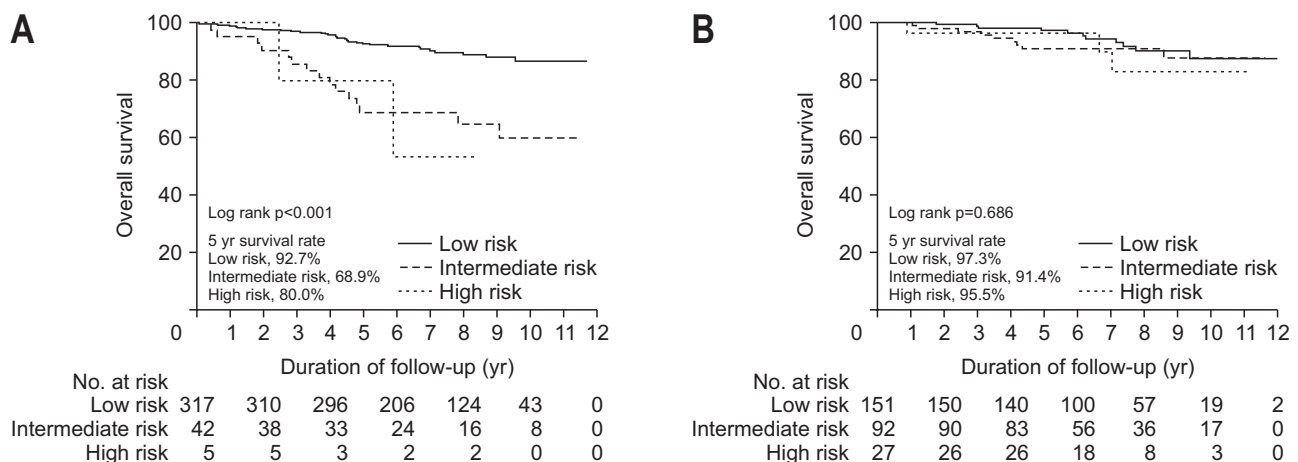 A
Overall survival
100
80
60
40
20
0 1 2 3 4 5 6 7 8 9 10 11 12
Duration of follow-up (yr)
Log rank p<0.001
5 yr survival rate
Low risk, 92.7%
Intermediate risk, 68.9%
High risk, 80.0%
Low risk
Intermediate risk
High risk
No. at risk
Low risk 317 310 296 206 124 43 0
Intermediate risk 42 38 33 24 16 8 0
High risk 5 5 3 2 2 0 0
B
Overall survival
100
80
60
40
20
0 1 2 3 4 5 6 7 8 9 10 11 12
Duration of follow-up (yr)
Log rank p=0.686
5 yr survival rate
Low risk, 97.3%
Intermediate risk, 91.4%
High risk, 95.5%
Low risk
Intermediate risk
High risk
No. at risk
Low risk 151 150 140 100 57 19 2
Intermediate risk 92 90 83 56 36 17 0
High risk 27 26 26 18 8 3 0